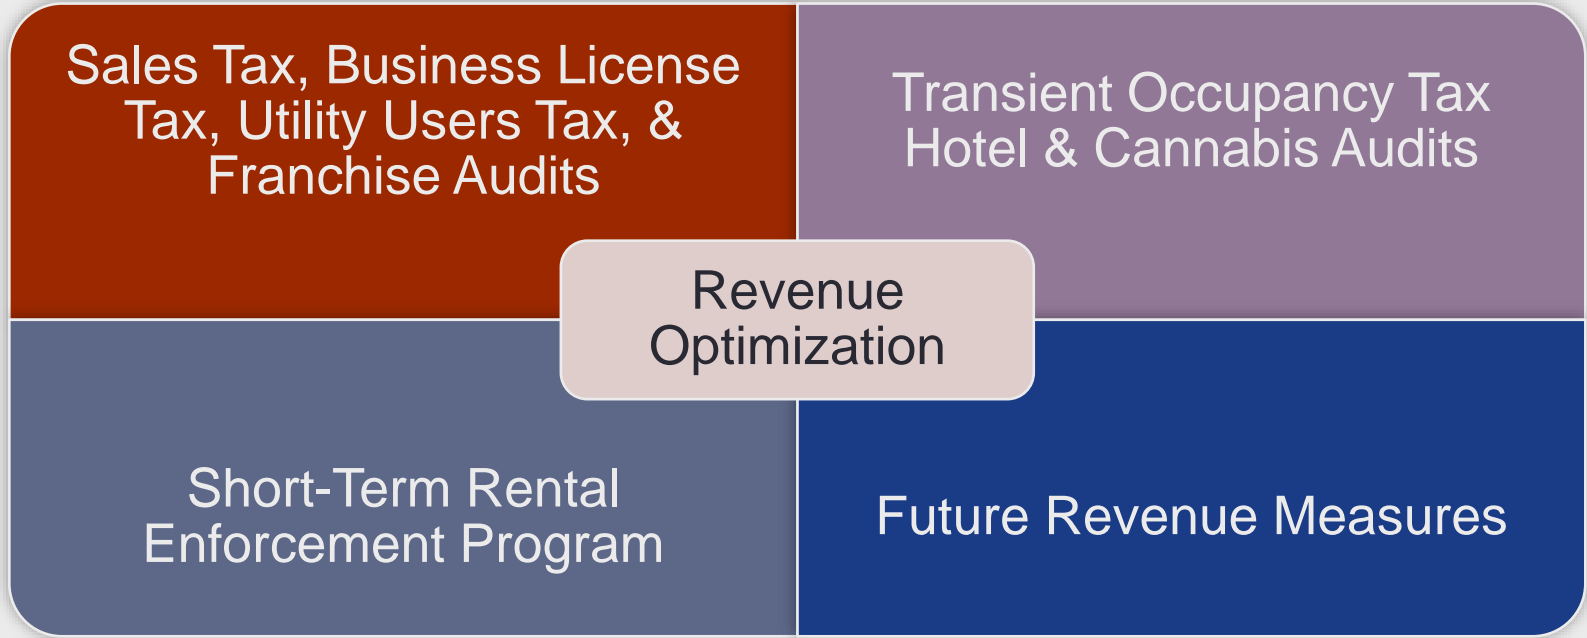 Sales Tax, Business License
Tax, Utility Users Tax, &
Franchise Audits
Transient Occupancy Tax
Hotel & Cannabis Audits
Revenue
Optimization
Short-Term Rental
Enforcement Program
Future Revenue Measures